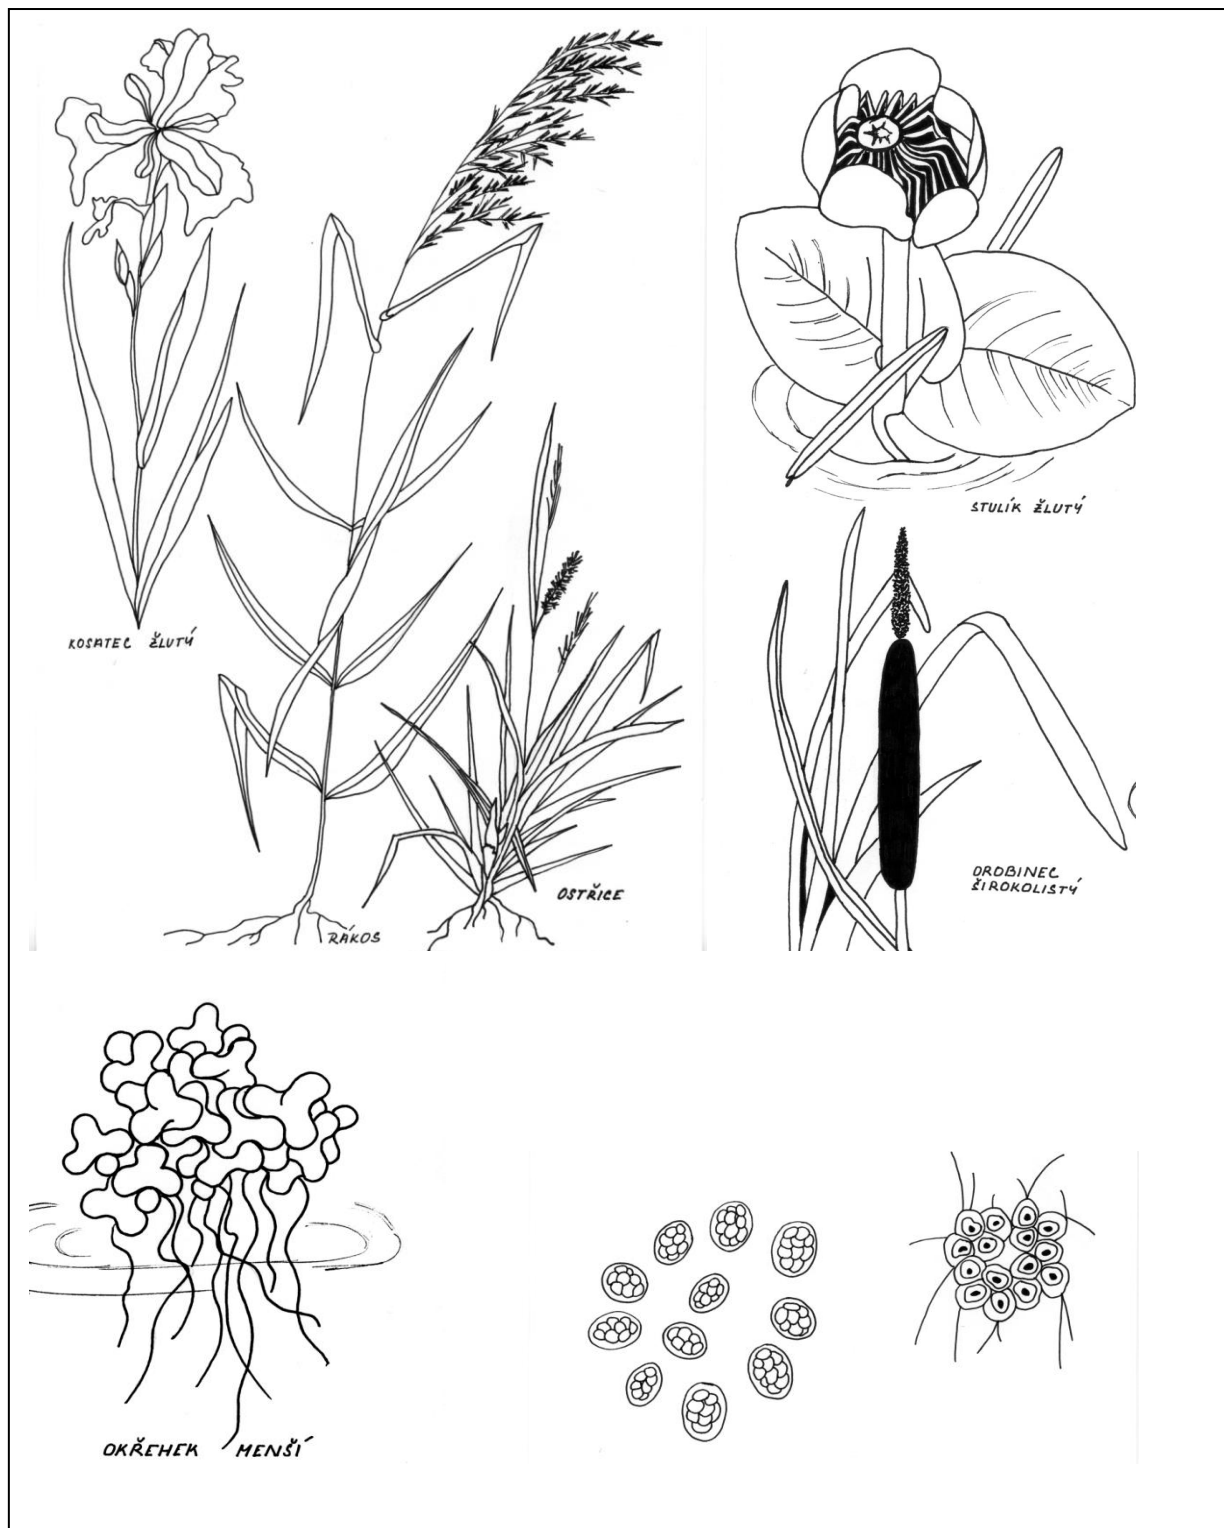 KOSATEC ŽLUTÝ
RÁKOS
OSTŘICE
STULÍK ŽLUTÝ
OROBINEC
ŠIROKOLISTÝ
OKŘEHEK MENŠÍ